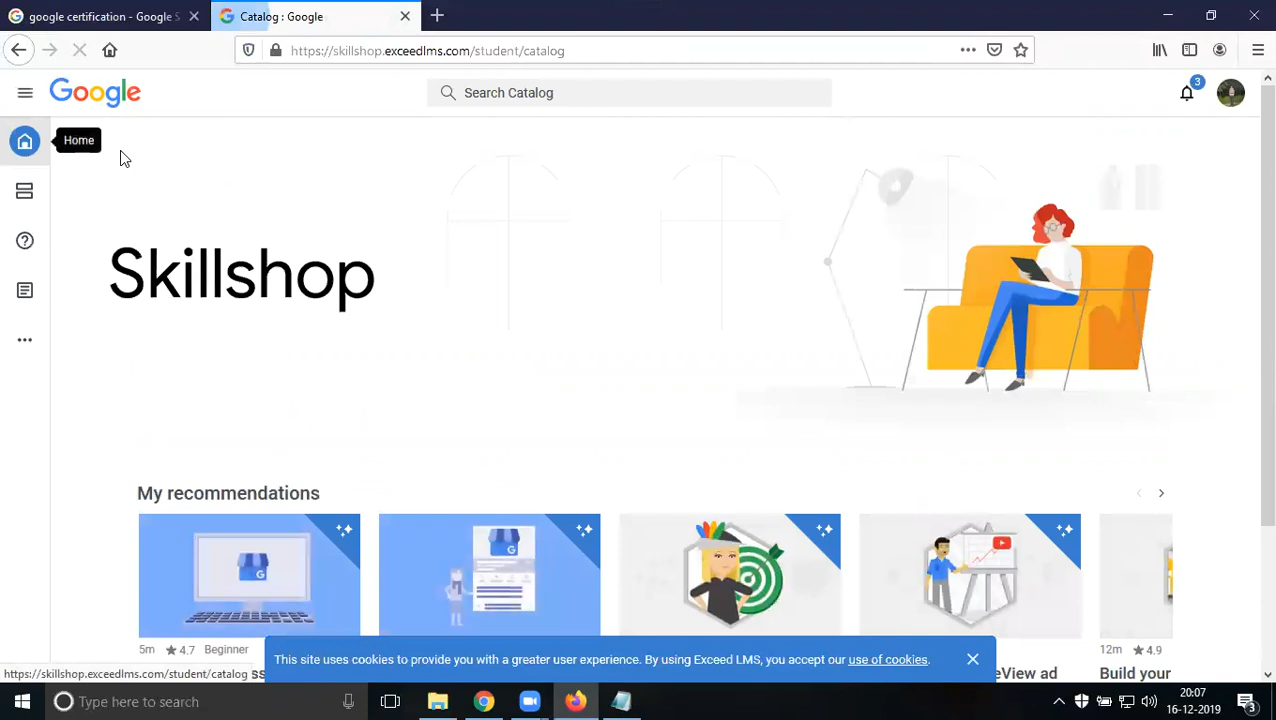 google certification - Google S
Catalog : Google
https://skillshop.exceedlms.com/student/catalog
Google
Search Catalog
3
Home
Skillshop
My recommendations
5m 4.7 Beginner
12m 4.9
This site uses cookies to provide you with a greater user experience. By using Exceed LMS, you accept our use of cookies.
eView ad
Build your
https://skillshop.exceedlms.com/student/catalog
Type here to search
20:07
16-12-2019
3